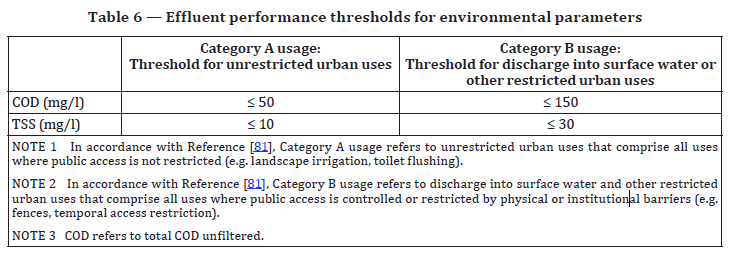 Table 6 — Effluent performance thresholds for environmental parameters
Category A usage:
Threshold for unrestricted urban uses
Category B usage:
Threshold for discharge into surface water or
other restricted urban uses
COD (mg/l) ≤ 50 ≤ 150
TSS (mg/l) ≤ 10 ≤ 30
NOTE 1 In accordance with Reference [81], Category A usage refers to unrestricted urban uses that comprise all uses
where public access is not restricted (e.g. landscape irrigation, toilet flushing).
NOTE 2 In accordance with Reference [81], Category B usage refers to discharge into surface water and other restricted
urban uses that comprise all uses where public access is controlled or restricted by physical or institutional barriers (e.g.
fences, temporal access restriction).
NOTE 3 COD refers to total COD unfiltered.